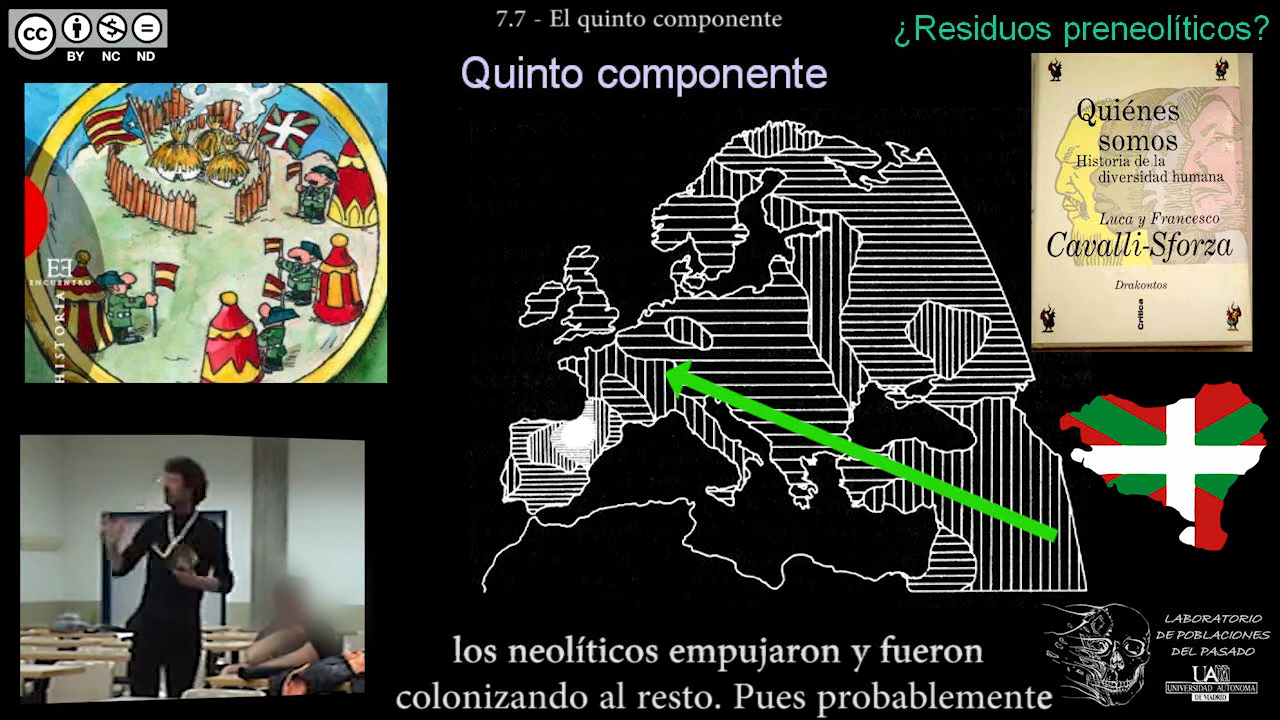 7.7 - El quinto componente
¿Residuos preneolíticos?
cc
BY NC ND
Quinto componente
Quiénes
somos
Historia de la
diversidad humana
Luca y Francesco
Cavalli-Sforza
Drakontos
Crítica
EE
ENCUENTRO
HISTORIA
los neolíticos empujaron y fueron
colonizando al resto. Pues probablemente
LABORATORIO
DE POBLACIONES
DEL PASADO
UAM
UNIVERSIDAD AUTONOMA
DE MADRID